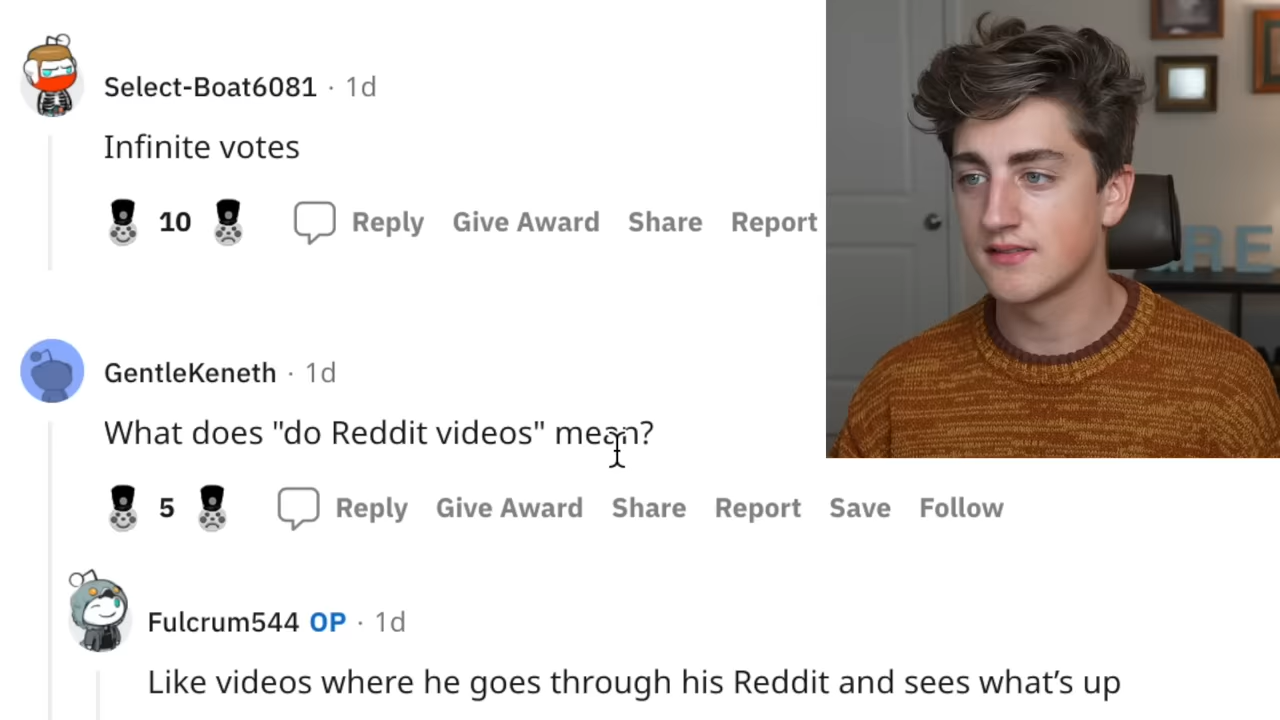 Select-Boat6081 · 1d
Infinite votes
10 Reply Give Award Share Report
GentleKeneth · 1d
What does "do Reddit videos" mean?
5 Reply Give Award Share Report Save Follow
Fulcrum544 OP · 1d
Like videos where he goes through his Reddit and sees what’s up